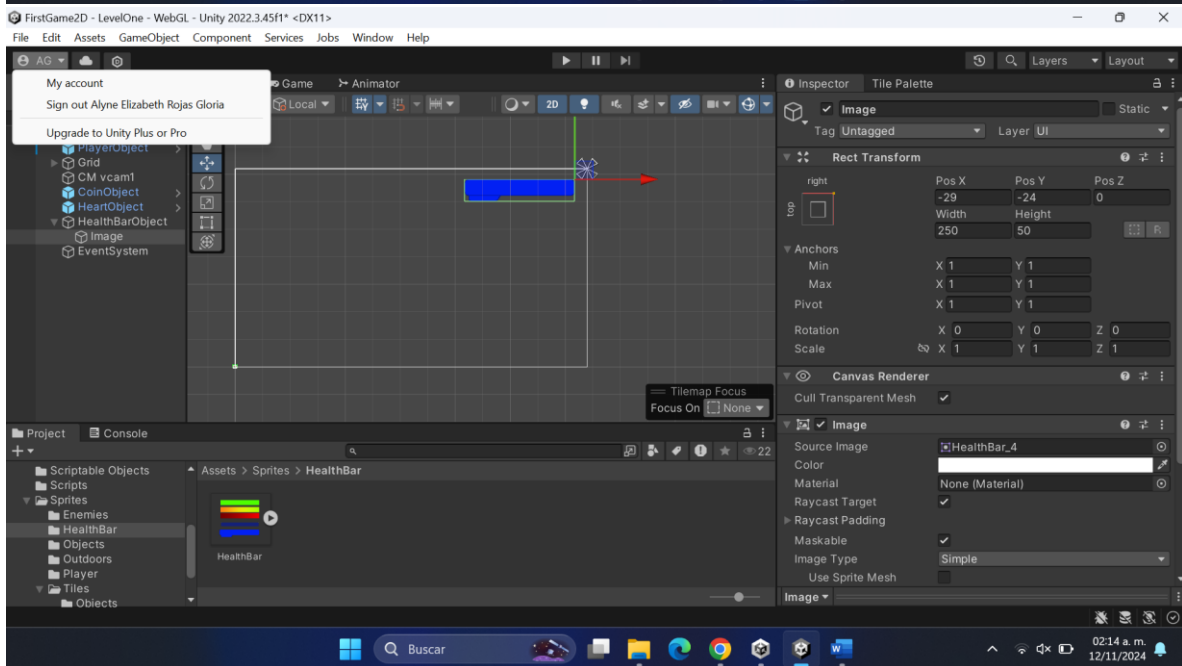 FirstGame2D - LevelOne - WebGL - Unity 2022.3.45f1* <DX11>
File Edit Assets GameObject Component Services Jobs Window Help
AG
Layers Layout
My account
Sign out Alyne Elizabeth Rojas Gloria
Upgrade to Unity Plus or Pro
Game Animator
Local 2D
PlayerObject
Grid
CM vcam1
CoinObject
HeartObject
HealthBarObject
Image
EventSystem
Tilemap Focus
Focus On None
Inspector Tile Palette
Image Static
Tag Untagged Layer UI
Rect Transform
right Pos X Pos Y Pos Z
top -29 -24 0
Width Height
250 50 R
Anchors
Min X 1 Y 1
Max X 1 Y 1
Pivot X 1 Y 1
Rotation X 0 Y 0 Z 0
Scale X 1 Y 1 Z 1
Canvas Renderer
Cull Transparent Mesh
Image
Source Image HealthBar_4
Color
Material None (Material)
Raycast Target
Raycast Padding
Maskable
Image Type Simple
Use Sprite Mesh
Image
Project Console
22
Scriptable Objects
Scripts
Sprites
Enemies
HealthBar
Objects
Outdoors
Player
Tiles
Objects
Assets > Sprites > HealthBar
HealthBar
Buscar
02:14 a. m.
12/11/2024